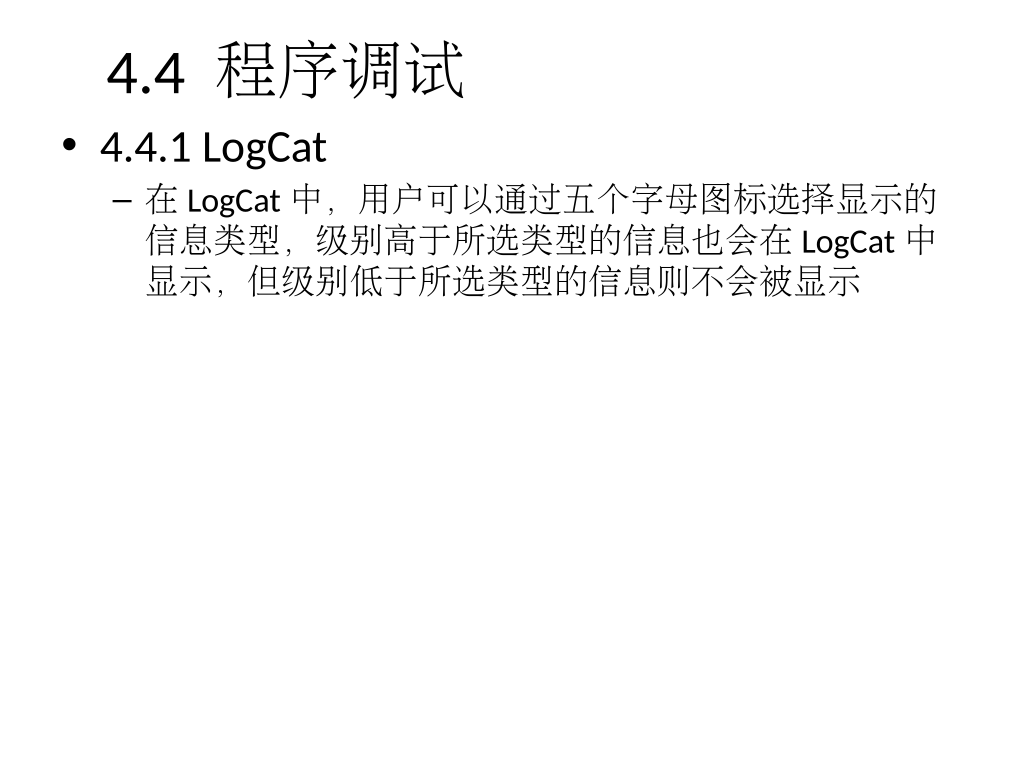 4.4 程序调试
• 4.4.1 LogCat
– 在 LogCat 中，用户可以通过五个字母图标选择显示的
信息类型，级别高于所选类型的信息也会在 LogCat 中
显示，但级别低于所选类型的信息则不会被显示